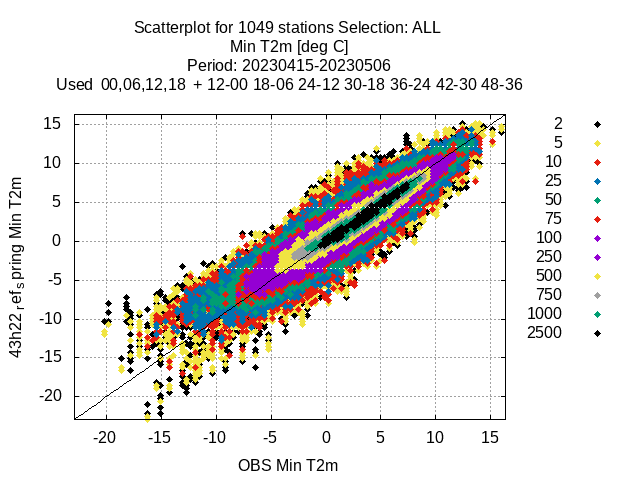 Scatterplot for 1049 stations Selection: ALL
Min T2m [deg C]
Period: 20230415-20230506
Used 00,06,12,18 + 12-00 18-06 24-12 30-18 36-24 42-30 48-36
43h22_ref_spring Min T2m
15
10
5
0
-5
-10
-15
-20
-20 -15 -10 -5 0 5 10 15
OBS Min T2m
2
5
10
25
50
75
100
250
500
750
1000
2500